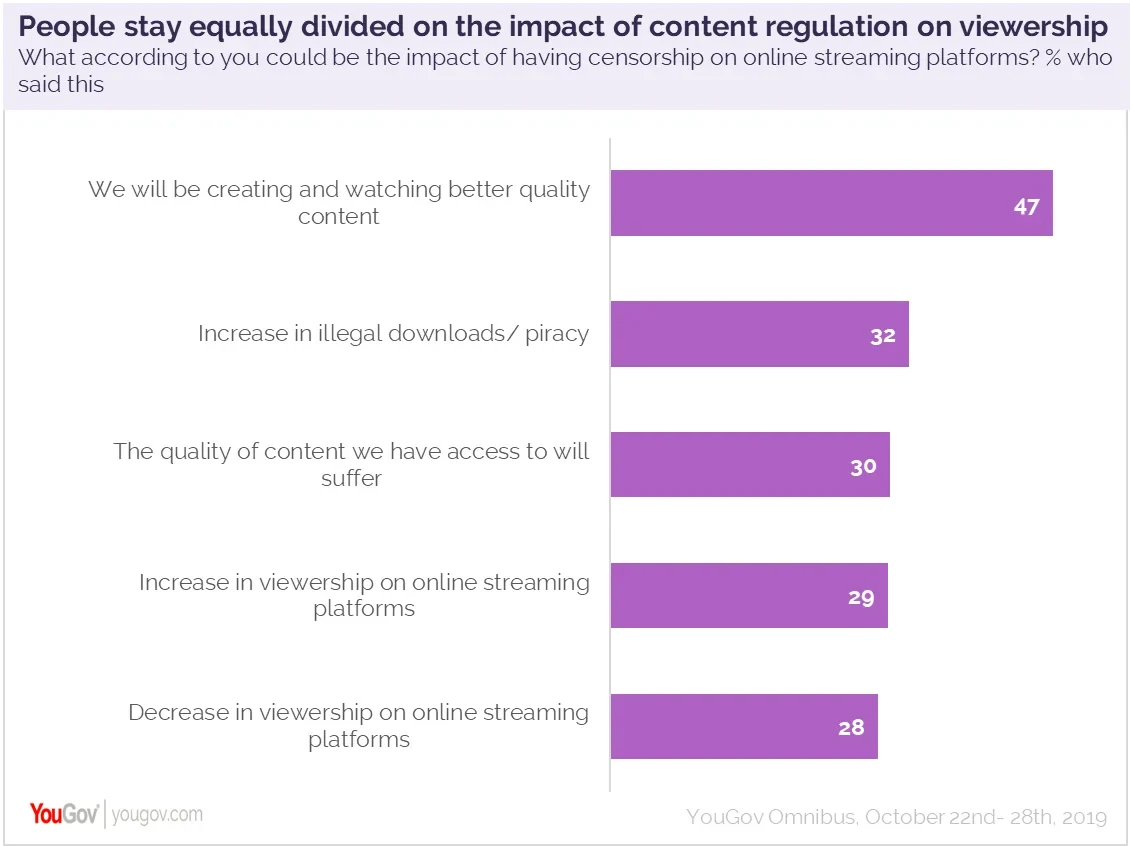 People stay equally divided on the impact of content regulation on viewership
What according to you could be the impact of having censorship on online streaming platforms? % who
said this
We will be creating and watching better quality
content
47
Increase in illegal downloads/ piracy
32
The quality of content we have access to will
suffer
30
Increase in viewership on online streaming
platforms
29
Decrease in viewership on online streaming
platforms
28
YouGov | yougov.com
YouGov Omnibus, October 22nd- 28th, 2019